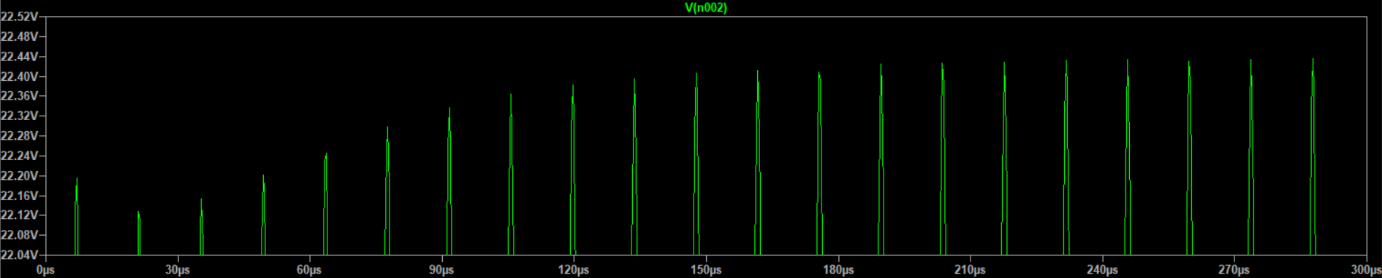 V(n002)
22.52V
22.48V
22.44V
22.40V
22.36V
22.32V
22.28V
22.24V
22.20V
22.16V
22.12V
22.08V
22.04V
0µs 30µs 60µs 90µs 120µs 150µs 180µs 210µs 240µs 270µs 300µs